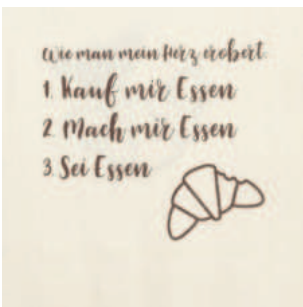 Wie man mein Herz erobert.
1. Kauf mir Essen
2. Mach mir Essen
3. Sei Essen